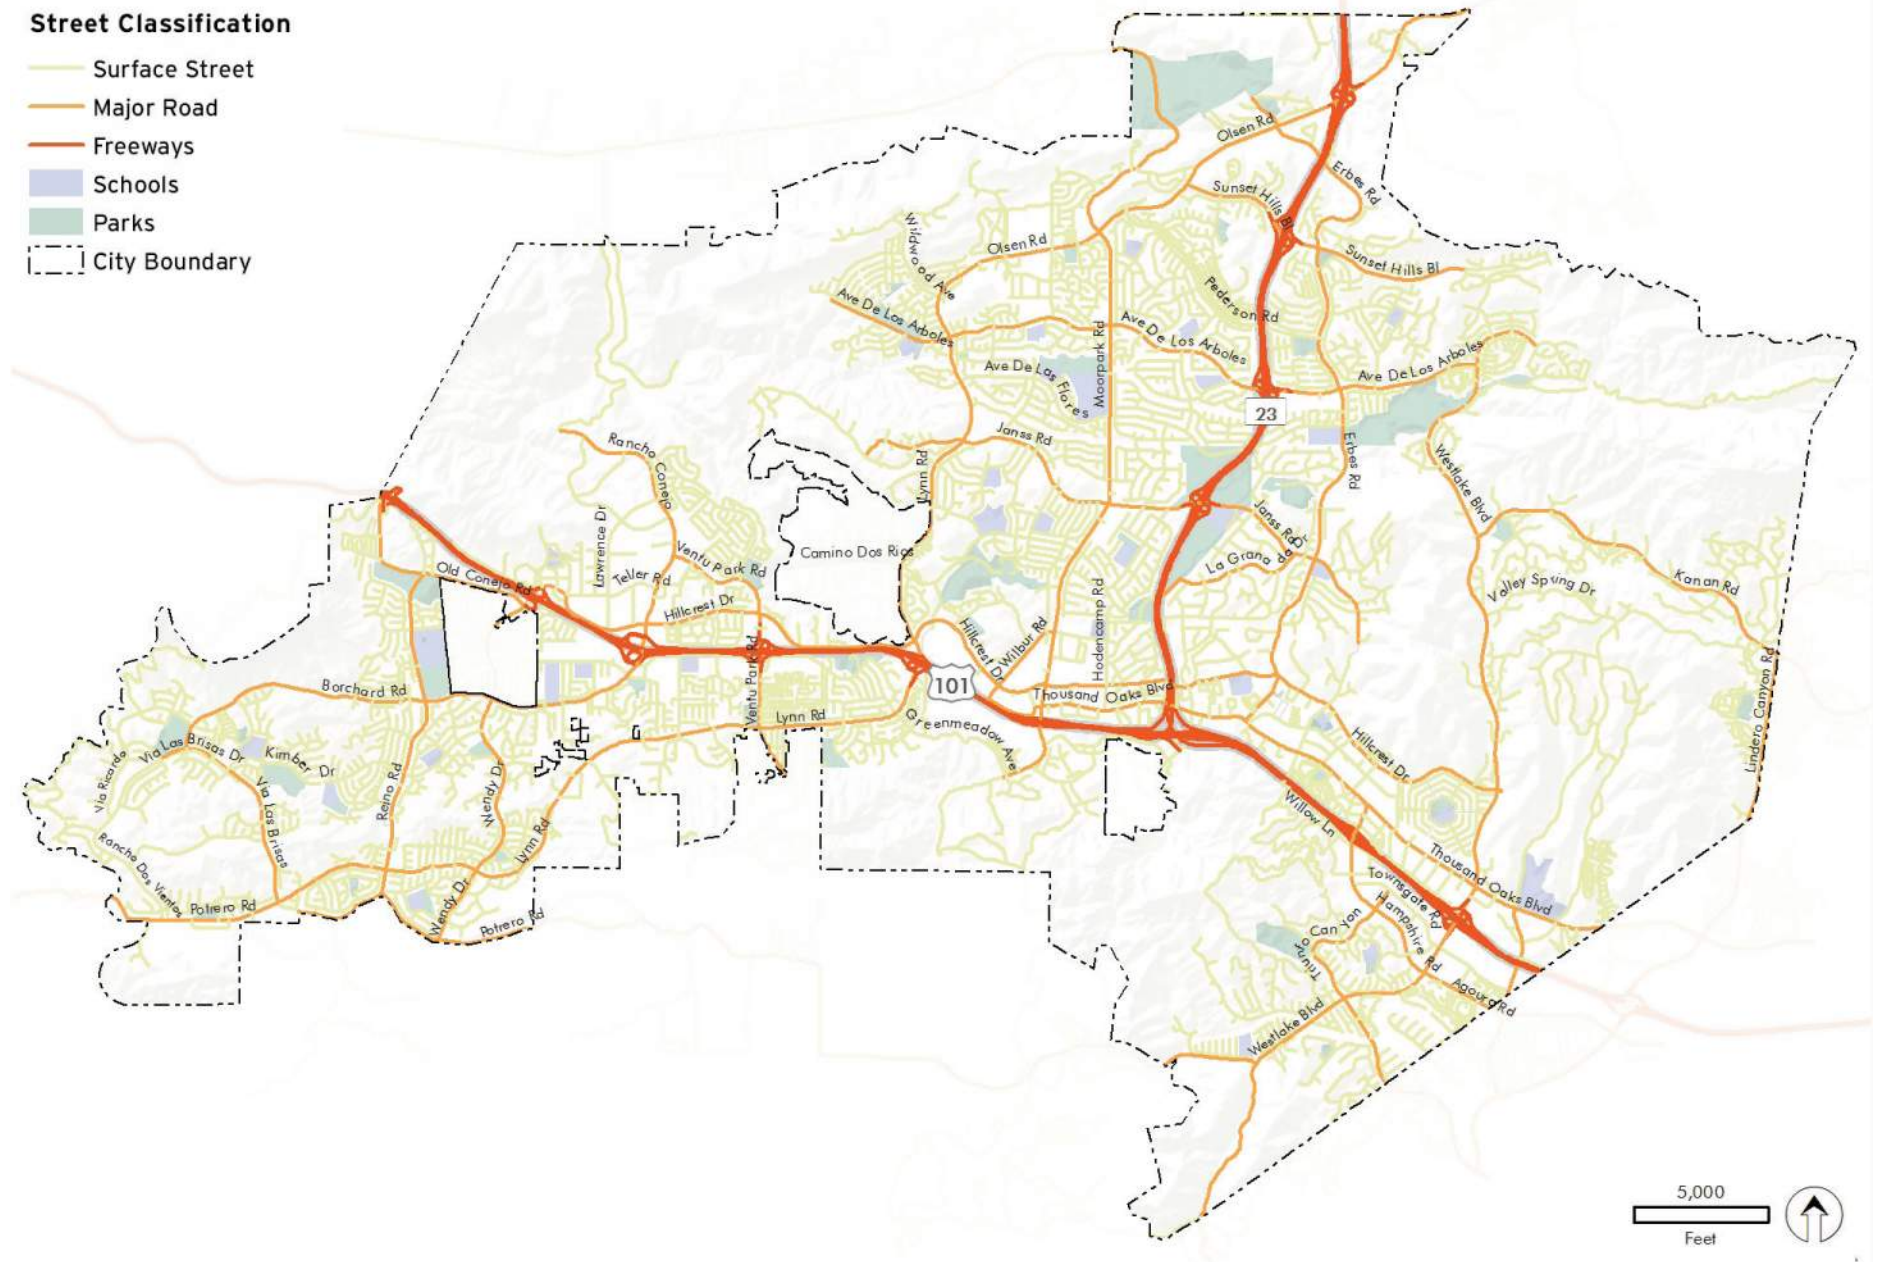 Street Classification
Surface Street
Major Road
Freeways
Schools
Parks
City Boundary
Olsen Rd
Erbes Rd
Sunset Hills Bl
Sunset Hills Bl
Wildwood Ave
Olsen Rd
Pederson Rd
Ave De Los Arboles
Ave De Los Arboles
Moorpark Rd
Ave De Las Flores
Ave De Los Arboles
23
Janss Rd
Rancho Conejo
Lynn Rd
Erbes Rd
Westlake Blvd
Lawrence Dr
Camino Dos Rios
Janss Rd
La Granada Dr
Ventu Park Rd
Old Conejo Rd
Teller Rd
Hillcrest Dr
Valley Spring Dr
Kanan Rd
Hodencamp Rd
Hillcrest Dr
Wilbur Rd
Borchard Rd
Ventu Park Rd
101
Thousand Oaks Blvd
Lindero Canyon Rd
Lynn Rd
Greenmeadow Ave
Via Las Brisas Dr
Kimber Dr
Via Ricardo
Via Las Brisas
Reino Rd
Wendy Dr
Hillcrest Dr
Willow Ln
Lynn Rd
Rancho Dos Vientos
Thousand Oaks Blvd
Townsgate Rd
Hampshire Rd
Potrero Rd
Wendy Dr
Potrero Rd
Triunfo Canyon
Agoura Rd
Westlake Blvd
5,000
Feet